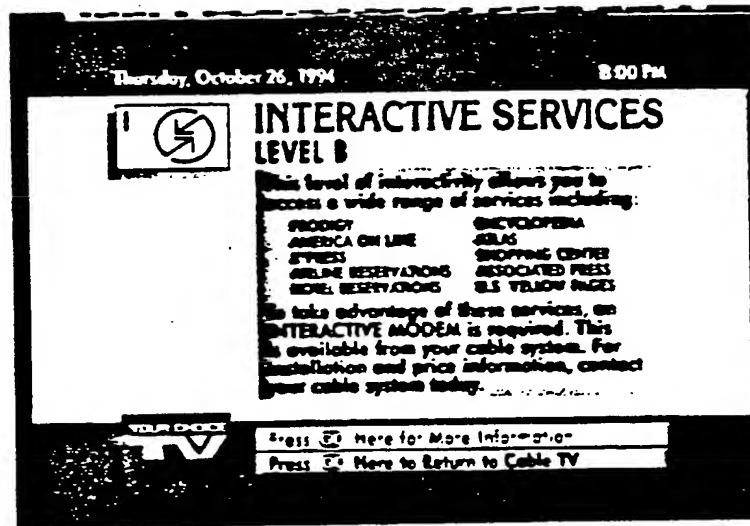 Thursday, October 26, 1994 8:00 PM
INTERACTIVE SERVICES
LEVEL B
This level of interactivity allows you to
access a wide range of services including:
PRODIGY ENCYCLOPEDIA
AMERICA ON LINE ATLAS
X*PRESS SHOPPING CENTER
AIRLINE RESERVATIONS ASSOCIATED PRESS
HOTEL RESERVATIONS U.S. YELLOW PAGES
To take advantage of these services, an
INTERACTIVE MODEM is required. This
is available from your cable system. For
installation and price information, contact
your cable system today.
YOUR CHOICE
TV
Press Here for More Information
Press Here to Return to Cable TV